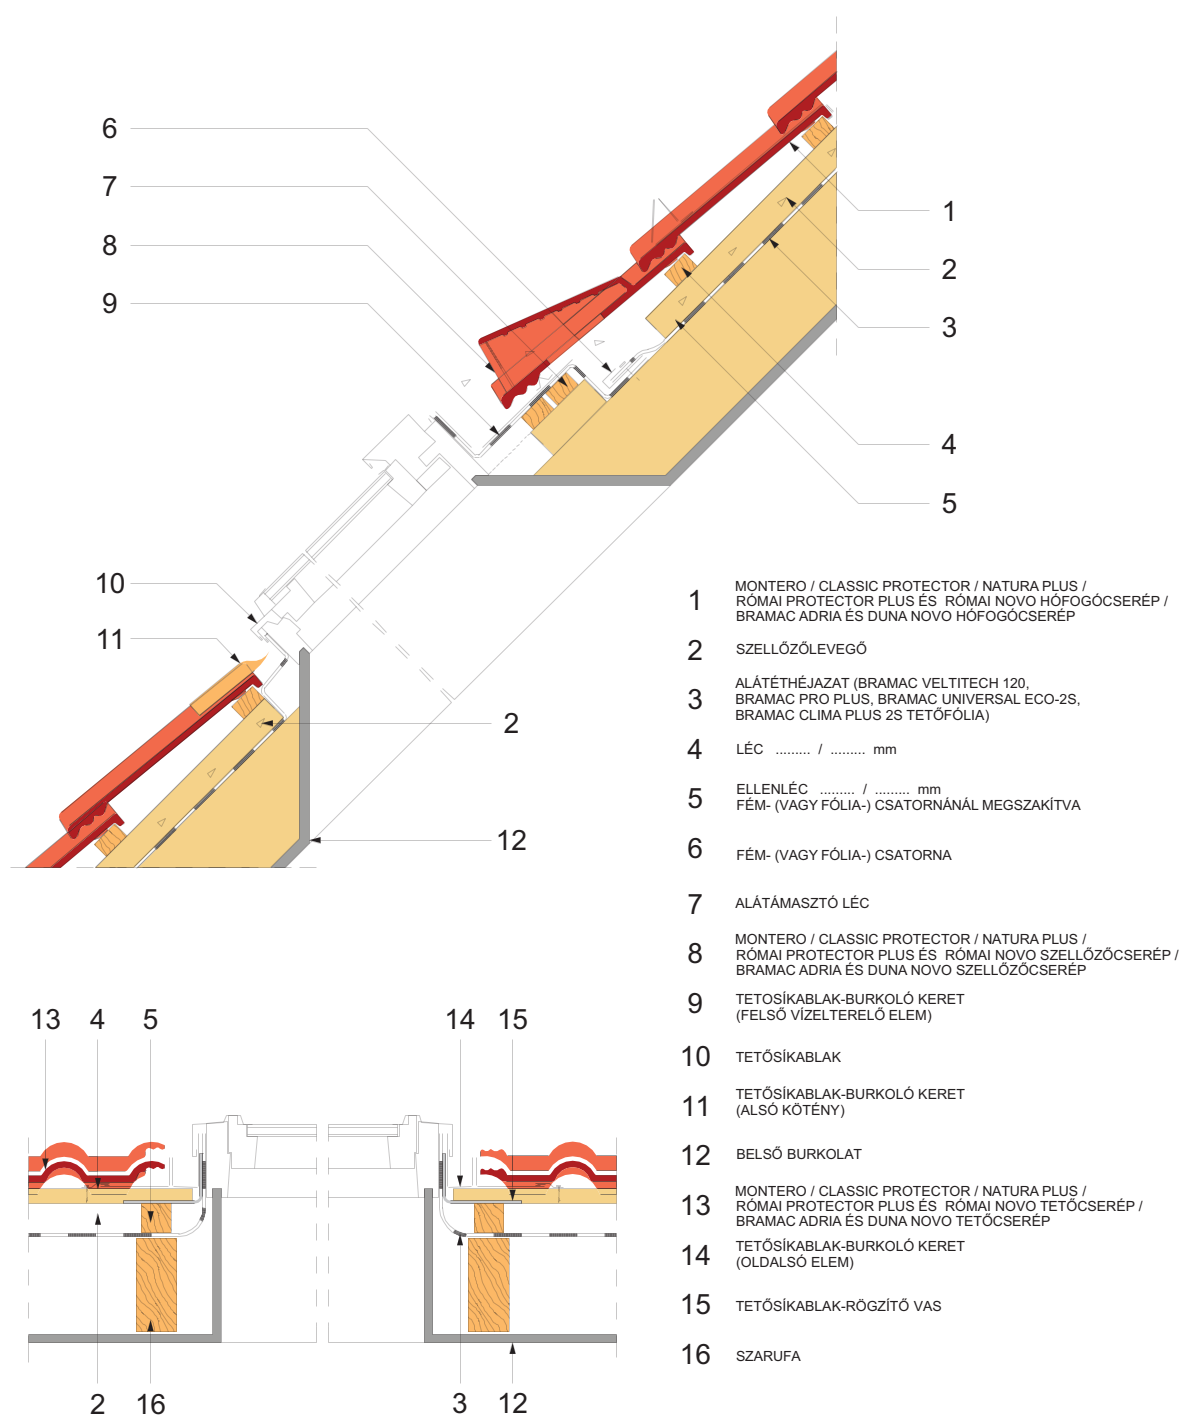 6
7
8
9
1
2
3
4
5
10
11
2
12
1 MONTERO / CLASSIC PROTECTOR / NATURA PLUS /
RÓMAI PROTECTOR PLUS ÉS RÓMAI NOVO HÓFOGÓCSERÉP /
BRAMAC ADRIA ÉS DUNA NOVO HÓFOGÓCSERÉP
2 SZELLŐZŐLEVEGŐ
3 ALÁTÉTHÉJAZAT (BRAMAC VELTITECH 120,
BRAMAC PRO PLUS, BRAMAC UNIVERSAL ECO-2S,
BRAMAC CLIMA PLUS 2S TETŐFÓLIA)
4 LÉC ......... / ......... mm
5 ELLENLÉC ......... / ......... mm
FÉM- (VAGY FÓLIA-) CSATORNÁNÁL MEGSZAKÍTVA
6 FÉM- (VAGY FÓLIA-) CSATORNA
7 ALÁTÁMASZTÓ LÉC
8 MONTERO / CLASSIC PROTECTOR / NATURA PLUS /
RÓMAI PROTECTOR PLUS ÉS RÓMAI NOVO SZELLŐZŐCSERÉP /
BRAMAC ADRIA ÉS DUNA NOVO SZELLŐZŐCSERÉP
9 TETOSÍKABLAK-BURKOLÓ KERET
(FELSŐ VÍZELTERELŐ ELEM)
10 TETŐSÍKABLAK
11 TETŐSÍKABLAK-BURKOLÓ KERET
(ALSÓ KÖTÉNY)
12 BELSŐ BURKOLAT
13 MONTERO / CLASSIC PROTECTOR / NATURA PLUS /
RÓMAI PROTECTOR PLUS ÉS RÓMAI NOVO TETŐCSERÉP /
BRAMAC ADRIA ÉS DUNA NOVO TETŐCSERÉP
14 TETŐSÍKABLAK-BURKOLÓ KERET
(OLDALSÓ ELEM)
15 TETŐSÍKABLAK-RÖGZÍTŐ VAS
16 SZARUFA
13 4 5 14 15
2 16 3 12